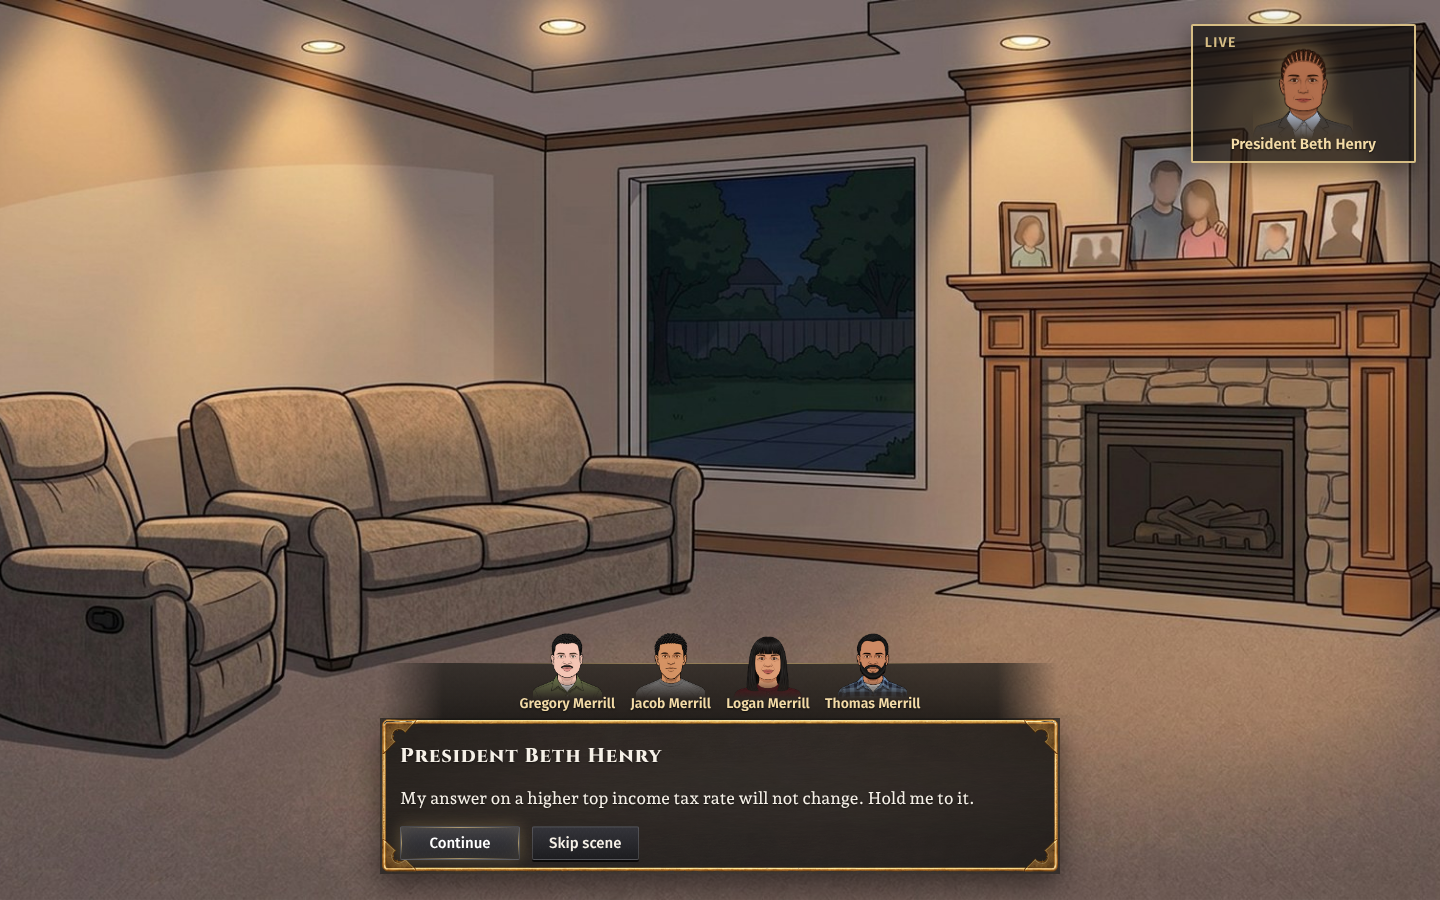 LIVE
President Beth Henry
Gregory Merrill
Jacob Merrill
Logan Merrill
Thomas Merrill
President Beth Henry
My answer on a higher top income tax rate will not change. Hold me to it.
Continue
Skip scene